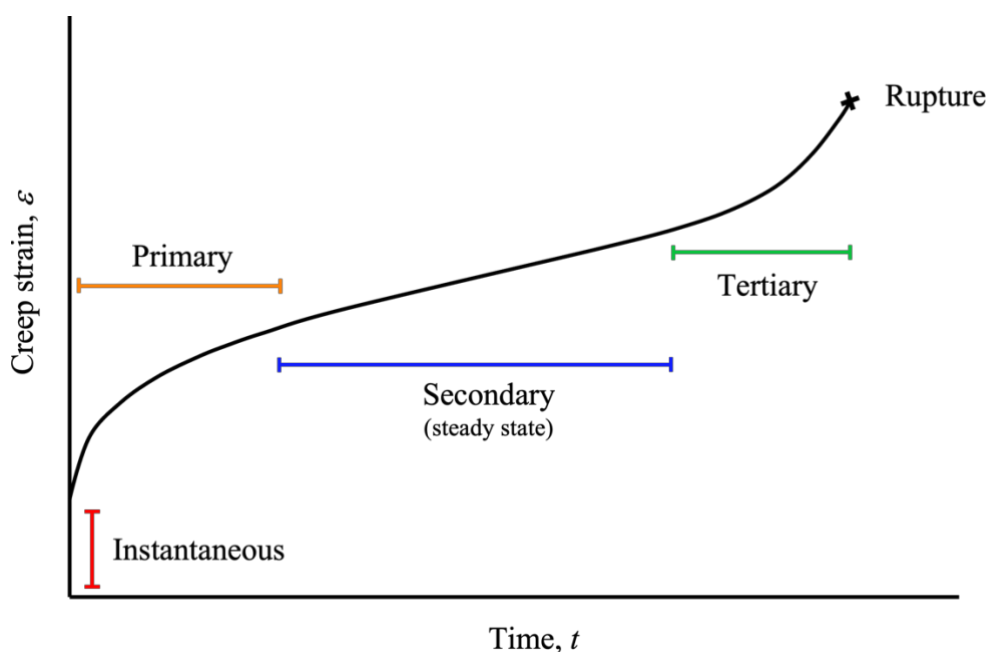 Rupture
Creep strain, ε
Primary
Tertiary
Secondary
(steady state)
Instantaneous
Time, t